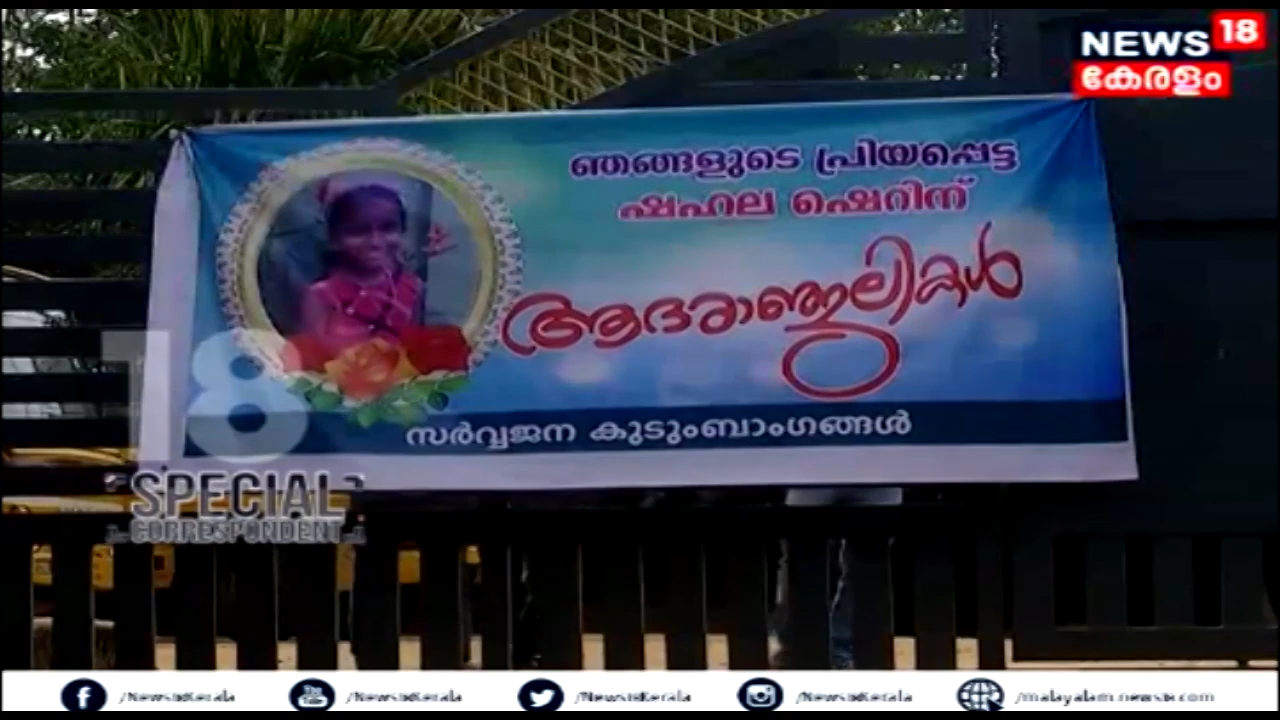 NEWS 18
കേരളം
ഞങ്ങളുടെ പ്രിയപ്പെട്ട
ഷഹല ഷെറിന്
ആദരാഞ്ജലികൾ
സർവ്വജന കുടുംബാംഗങ്ങൾ
18
SPECIAL
CORRESPONDENT
/News18Kerala /News18Kerala /News18Kerala /News18Kerala /malayalam.news18.com